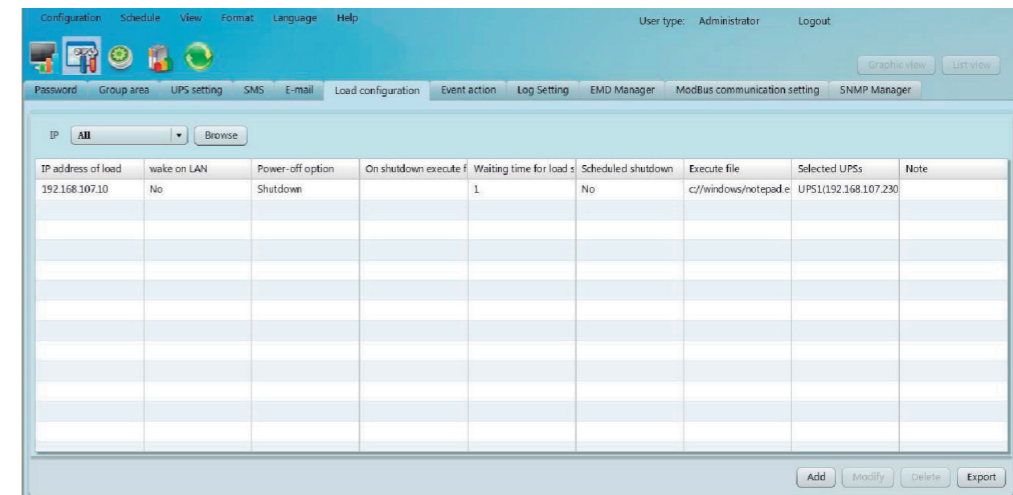 Configuration Schedule View Format Language Help User type: Administrator Logout
Graphic view List view
Password Group area UPS setting SMS E-mail Load configuration Event action Log Setting EMD Manager ModBus communication setting SNMP Manager
IP All Browse
IP address of load wake on LAN Power-off option On shutdown execute f Waiting time for load s Scheduled shutdown Execute file Selected UPSs Note
192.168.107.10 No Shutdown 1 No c://windows/notepad.e UPS1(192.168.107.230
Add Modify Delete Export